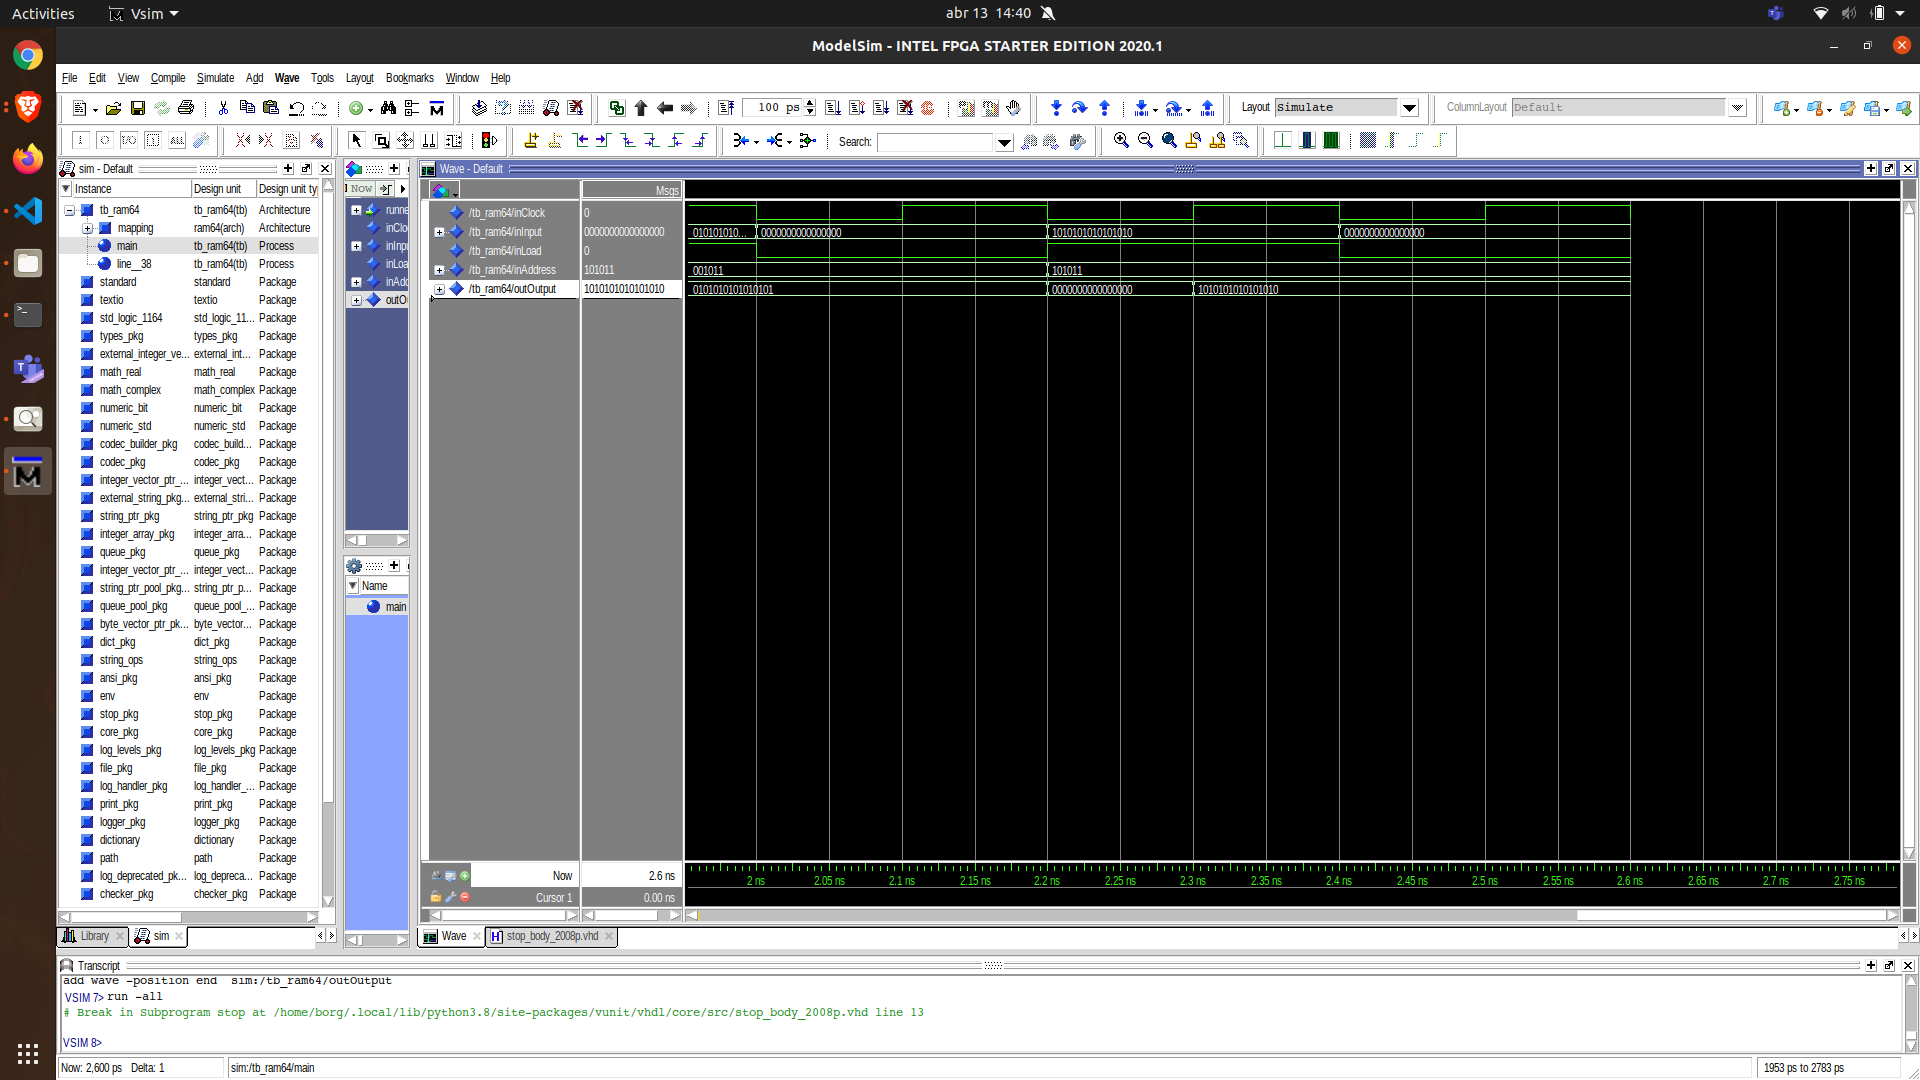 Activities Vsim abr 13 14:40
ModelSim - INTEL FPGA STARTER EDITION 2020.1
File Edit View Compile Simulate Add Wave Tools Layout Bookmarks Window Help
100 ps Layout Simulate ColumnLayout Default
Search:
sim - Default
Instance Design unit Design unit ty
tb_ram64 tb_ram64(tb) Architecture
mapping ram64(arch) Architecture
main tb_ram64(tb) Process
line__38 tb_ram64(tb) Process
standard standard Package
textio textio Package
std_logic_1164 std_logic_11... Package
types_pkg types_pkg Package
external_integer_ve... external_int... Package
math_real math_real Package
math_complex math_complex Package
numeric_bit numeric_bit Package
numeric_std numeric_std Package
codec_builder_pkg codec_build... Package
codec_pkg codec_pkg Package
integer_vector_ptr_... integer_vect... Package
external_string_pkg... external_stri... Package
string_ptr_pkg string_ptr_pkg Package
integer_array_pkg integer_arra... Package
queue_pkg queue_pkg Package
integer_vector_ptr_... integer_vect... Package
string_ptr_pool_pkg... string_ptr_p... Package
queue_pool_pkg queue_pool_... Package
byte_vector_ptr_pk... byte_vector... Package
dict_pkg dict_pkg Package
string_ops string_ops Package
ansi_pkg ansi_pkg Package
env env Package
stop_pkg stop_pkg Package
core_pkg core_pkg Package
log_levels_pkg log_levels_pkg Package
file_pkg file_pkg Package
log_handler_pkg log_handler_... Package
print_pkg print_pkg Package
logger_pkg logger_pkg Package
dictionary dictionary Package
path path Package
log_deprecated_pk... log_depreca... Package
checker_pkg checker_pkg Package
Library sim
Now
runne
inClo
inInpu
inLoa
inAdd
outOu
Name
main
Wave - Default
Msgs
/tb_ram64/inClock 0
/tb_ram64/inInput 0000000000000000 010101010... 0000000000000000 1010101010101010 0000000000000000
/tb_ram64/inLoad 0
/tb_ram64/inAddress 101011 001011 101011
/tb_ram64/outOutput 1010101010101010 0101010101010101 0000000000000000 1010101010101010
Now 2.6 ns 2 ns 2.05 ns 2.1 ns 2.15 ns 2.2 ns 2.25 ns 2.3 ns 2.35 ns 2.4 ns 2.45 ns 2.5 ns 2.55 ns 2.6 ns 2.65 ns 2.7 ns 2.75 ns
Cursor 1 0.00 ns
Wave stop_body_2008p.vhd
Transcript
add wave -position end sim:/tb_ram64/outOutput
VSIM 7> run -all
# Break in Subprogram stop at /home/borg/.local/lib/python3.8/site-packages/vunit/vhdl/core/src/stop_body_2008p.vhd line 13
VSIM 8>
Now: 2,600 ps Delta: 1 sim:/tb_ram64/main 1953 ps to 2783 ps